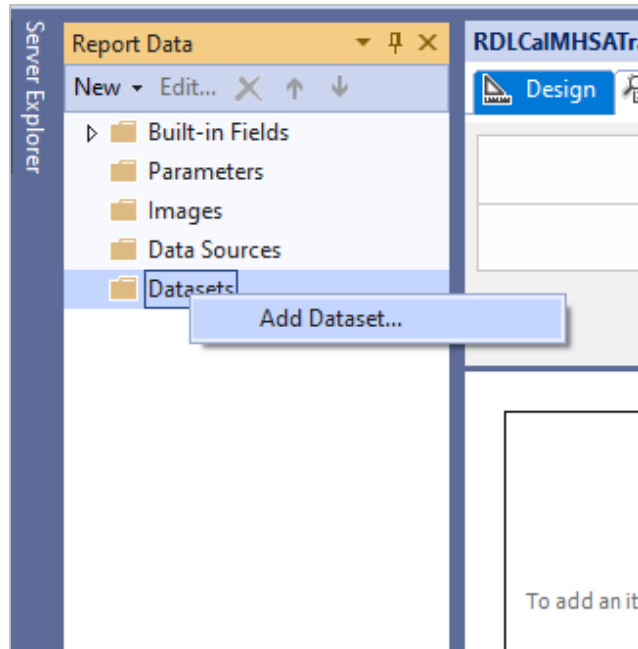 Server Explorer
Report Data
New Edit...
Built-in Fields
Parameters
Images
Data Sources
Datasets
Add Dataset...
RDLCalMHSATr
Design
To add an it